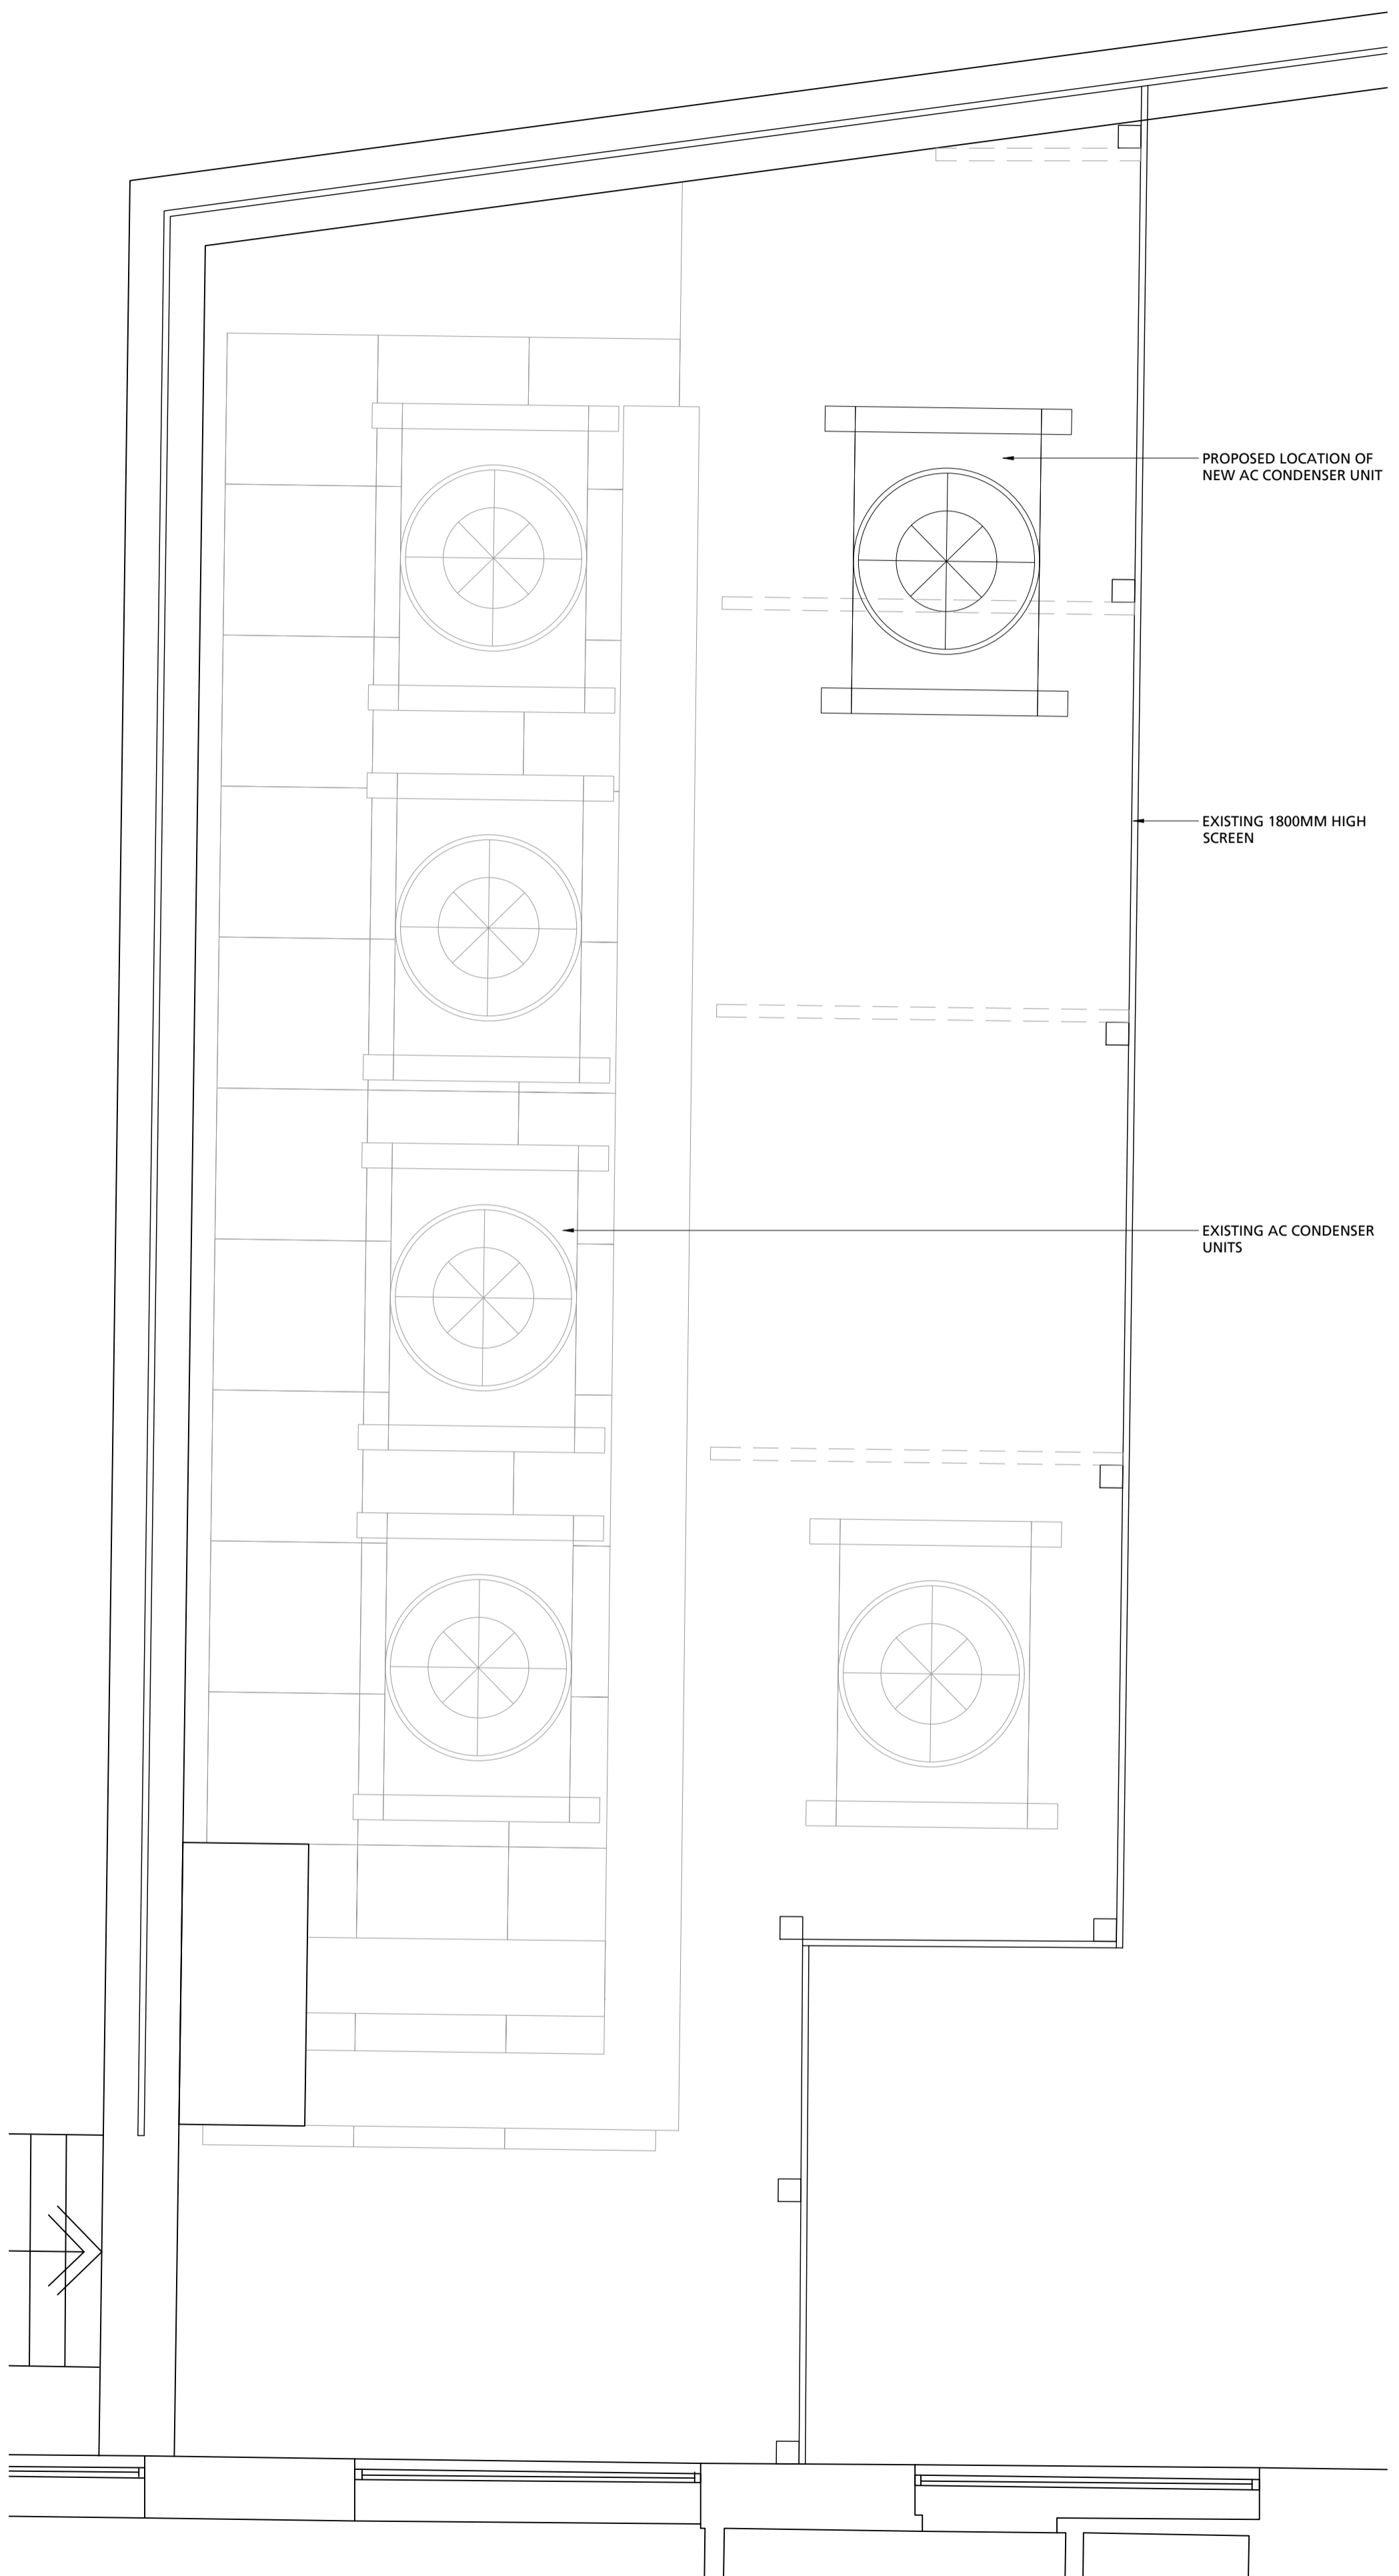 PROPOSED LOCATION OF
NEW AC CONDENSER UNIT
EXISTING 1800MM HIGH
SCREEN
EXISTING AC CONDENSER
UNITS